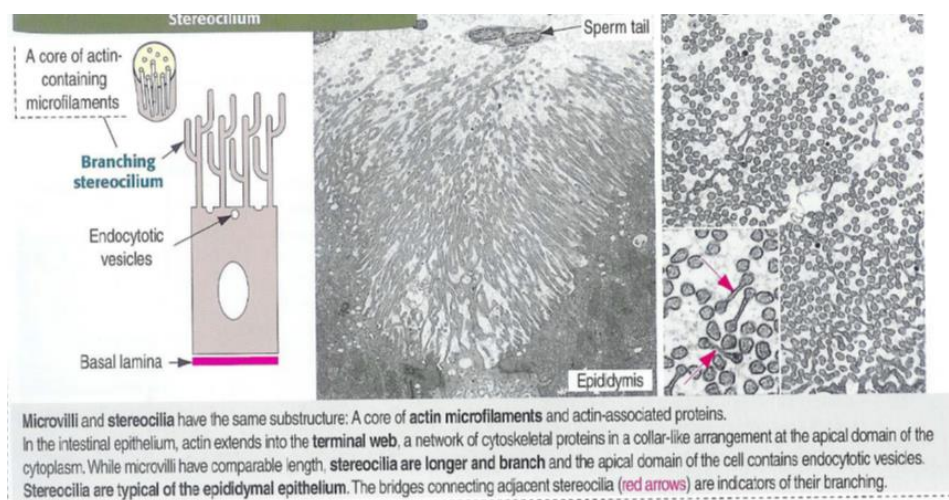 Stereocilium
A core of actin-
containing
microfilaments
Branching
stereocilium
Endocytotic
vesicles
Basal lamina
Sperm tail
Epididymis
Microvilli and stereocilia have the same substructure: A core of actin microfilaments and actin-associated proteins.
In the intestinal epithelium, actin extends into the terminal web, a network of cytoskeletal proteins in a collar-like arrangement at the apical domain of the
cytoplasm. While microvilli have comparable length, stereocilia are longer and branch and the apical domain of the cell contains endocytotic vesicles.
Stereocilia are typical of the epididymal epithelium. The bridges connecting adjacent stereocilia (red arrows) are indicators of their branching.